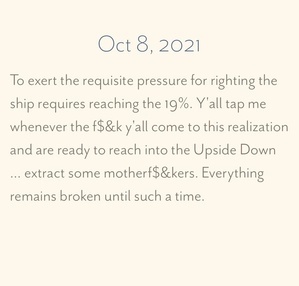 Oct 8, 2021
To exert the requisite pressure for righting the
ship requires reaching the 19%. Y'all tap me
whenever the f$&k y'all come to this realization
and are ready to reach into the Upside Down
... extract some motherf$&kers. Everything
remains broken until such a time.